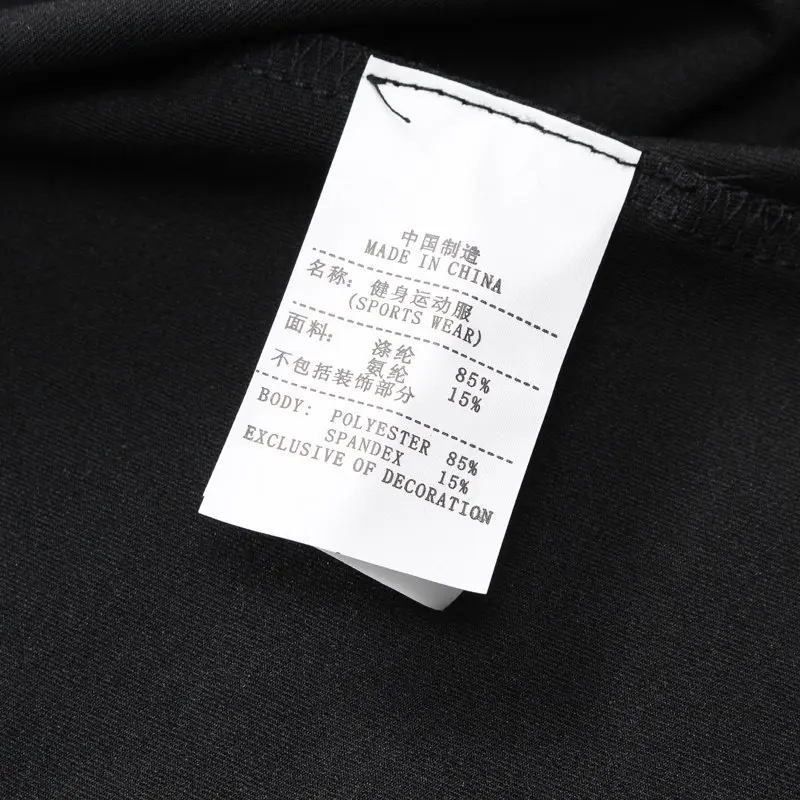 中国制造
MADE IN CHINA
名称: 健身运动服
(SPORTS WEAR)
面料: 涤纶 85%
氨纶 15%
不包括装饰部分
BODY: POLYESTER 85%
SPANDEX 15%
EXCLUSIVE OF DECORATION